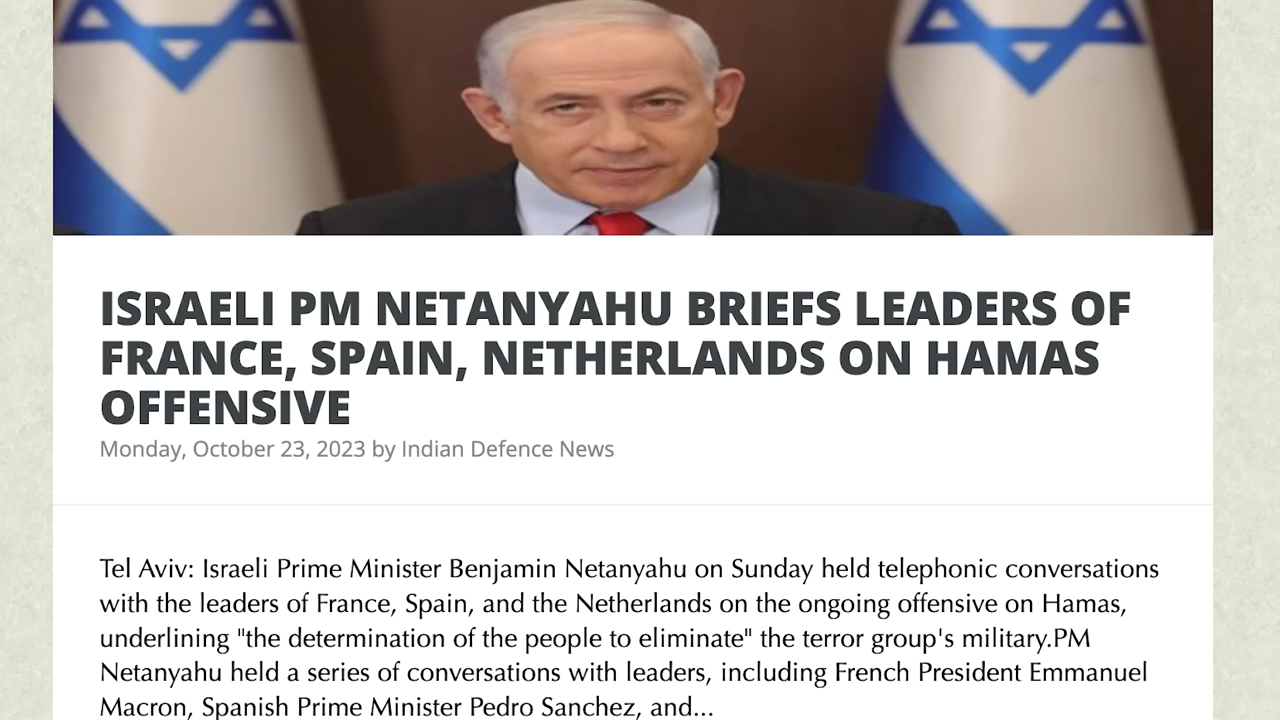 ISRAELI PM NETANYAHU BRIEFS LEADERS OF
FRANCE, SPAIN, NETHERLANDS ON HAMAS
OFFENSIVE
Monday, October 23, 2023 by Indian Defence News
Tel Aviv: Israeli Prime Minister Benjamin Netanyahu on Sunday held telephonic conversations
with the leaders of France, Spain, and the Netherlands on the ongoing offensive on Hamas,
underlining "the determination of the people to eliminate" the terror group's military.PM
Netanyahu held a series of conversations with leaders, including French President Emmanuel
Macron, Spanish Prime Minister Pedro Sanchez, and...